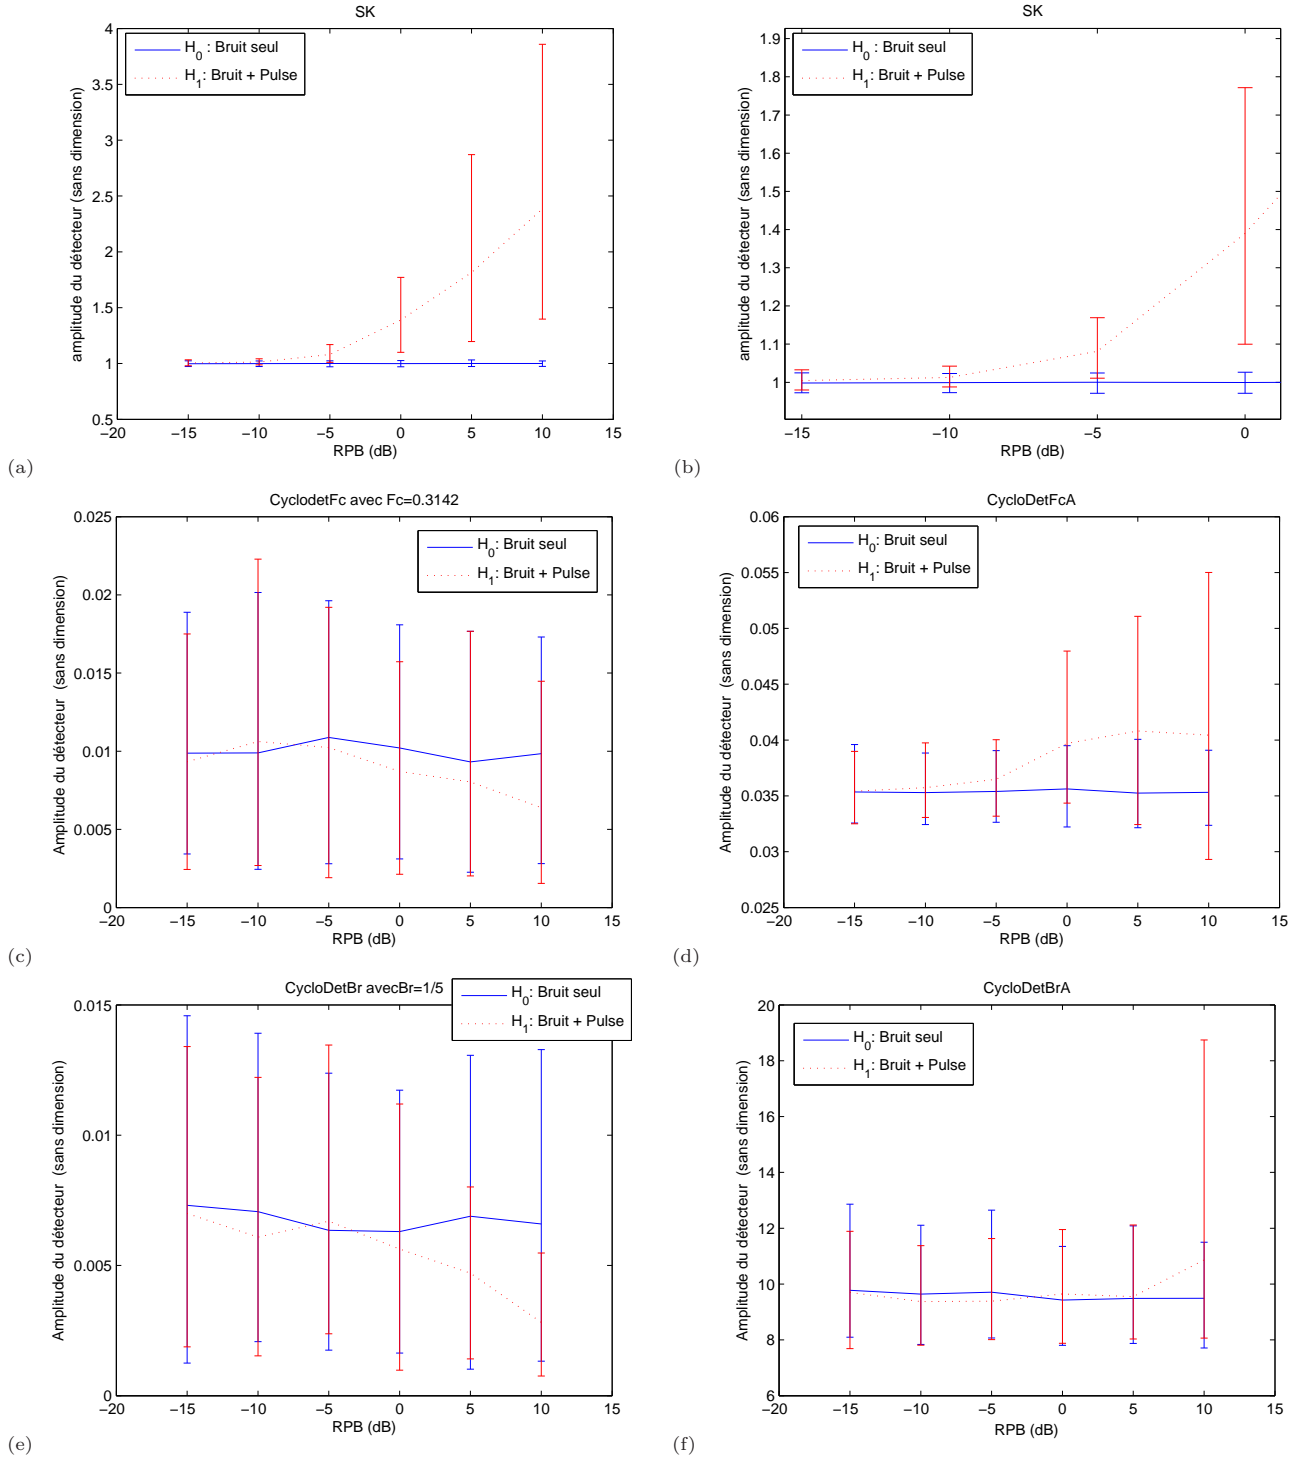 SK
amplitude du détecteur (sans dimension)
4
3.5
3
2.5
2
1.5
1
0.5
H0 : Bruit seul
H1: Bruit + Pulse
−20 −15 −10 −5 0 5 10 15
RPB (dB)
(a)
SK
amplitude du détecteur (sans dimension)
1.9
1.8
1.7
1.6
1.5
1.4
1.3
1.2
1.1
1
H0: Bruit seul
H1: Bruit + Pulse
−15 −10 −5 0
RPB (dB)
(b)
CyclodetFc avec Fc=0.3142
Amplitude du détecteur (sans dimension)
0.025
0.02
0.015
0.01
0.005
0
H0: Bruit seul
H1: Bruit + Pulse
−20 −15 −10 −5 0 5 10 15
RPB (dB)
(c)
CycloDetFcA
Amplitude du détecteur (sans dimension)
0.06
0.055
0.05
0.045
0.04
0.035
0.03
0.025
H0: Bruit seul
H1: Bruit + Pulse
−20 −15 −10 −5 0 5 10 15
RPB (dB)
(d)
CycloDetBr avecBr=1/5
Amplitude du détecteur (sans dimension)
0.015
0.01
0.005
0
H0: Bruit seul
H1: Bruit + Pulse
−20 −15 −10 −5 0 5 10 15
RPB (dB)
(e)
CycloDetBrA
Amplitude du détecteur (sans dimension)
20
18
16
14
12
10
8
6
H0: Bruit seul
H1: Bruit + Pulse
−20 −15 −10 −5 0 5 10 15
RPB (dB)
(f)